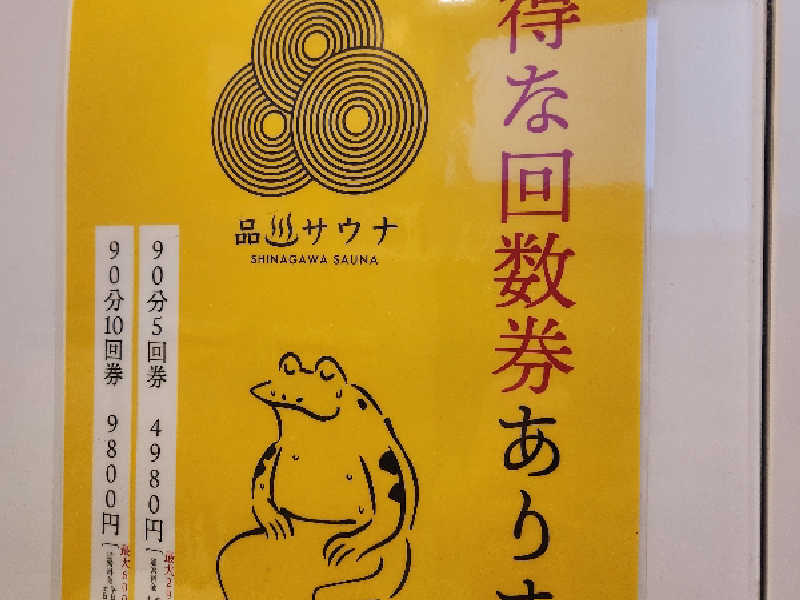 得な回数券あり
品川サウナ
SHINAGAWA SAUNA
90分5回券 4980円
90分10回券 9800円